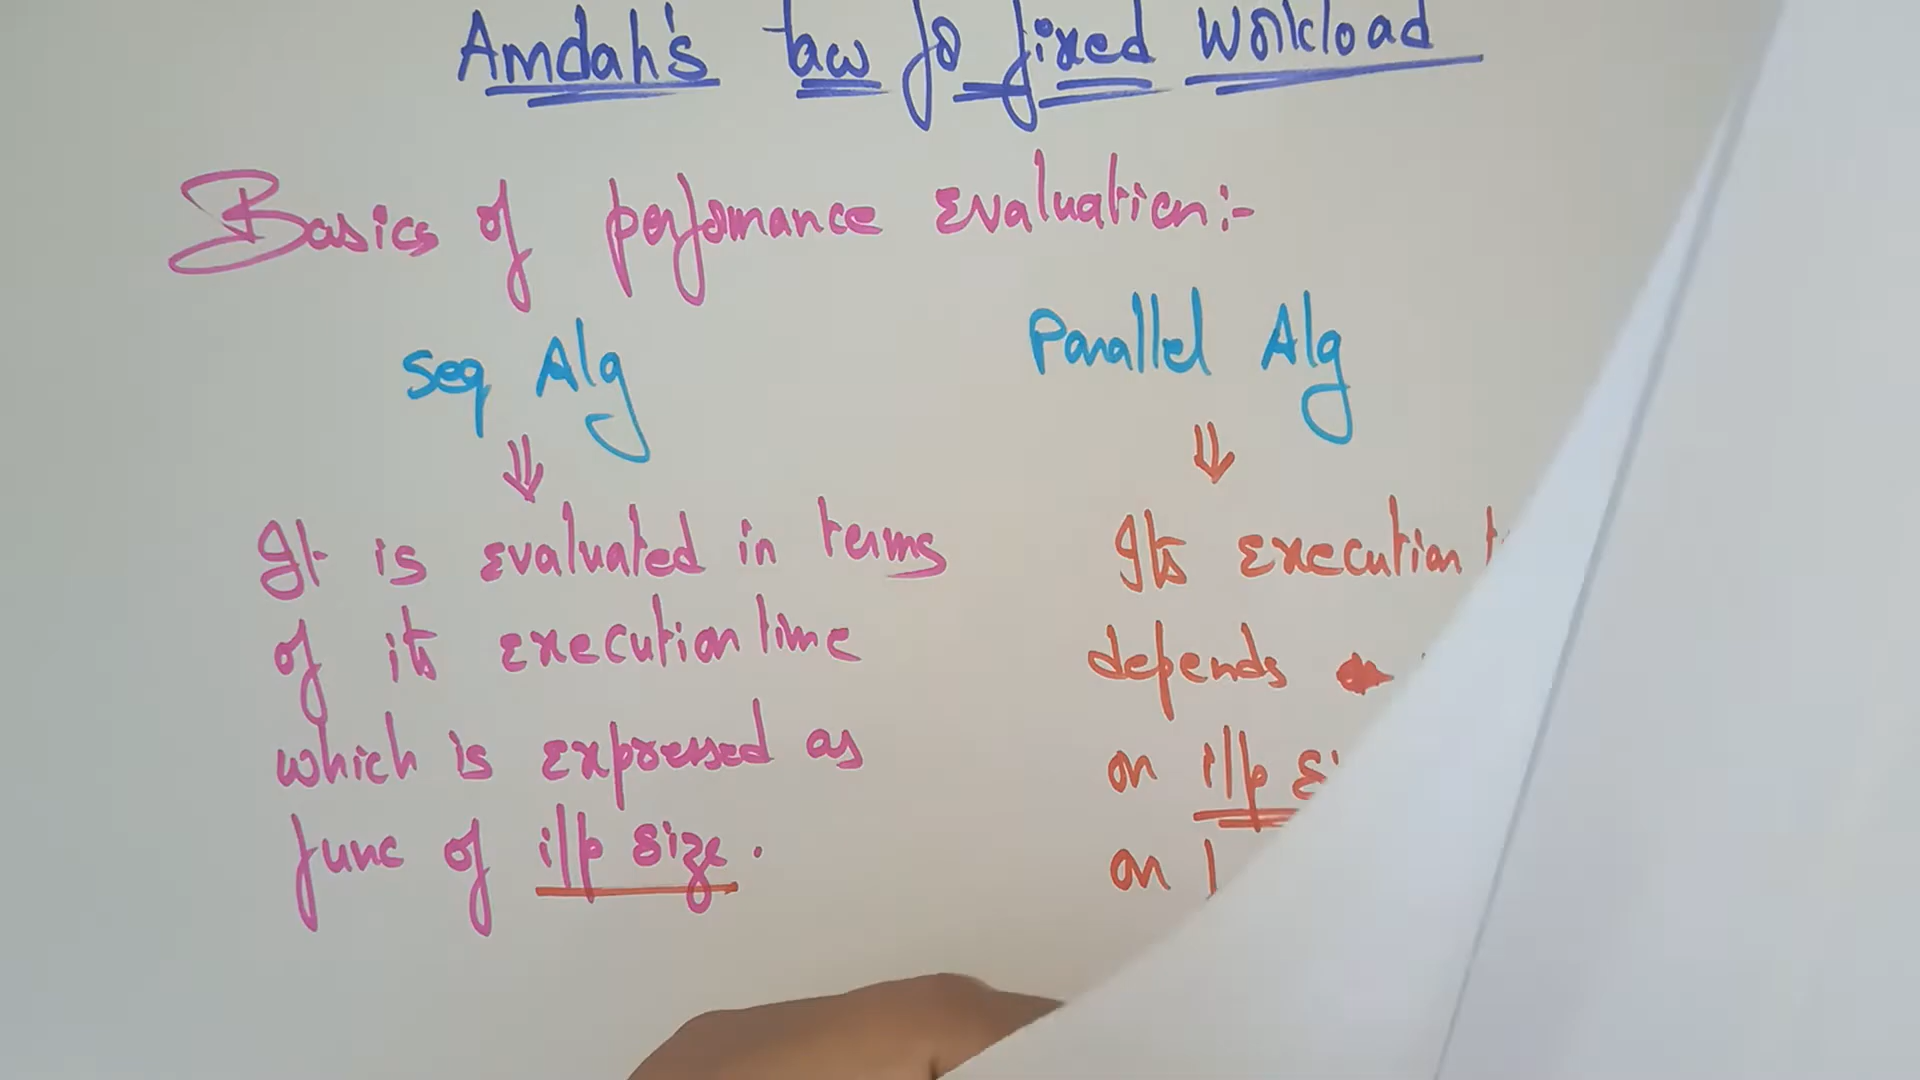 Amdah's law for fixed workload
Basics of performance evaluation:-
Seq Alg
It is evaluated in terms
of its execution time
which is expressed as
func of i/p size.
Parallel Alg
Its execution
depends
on i/p
on